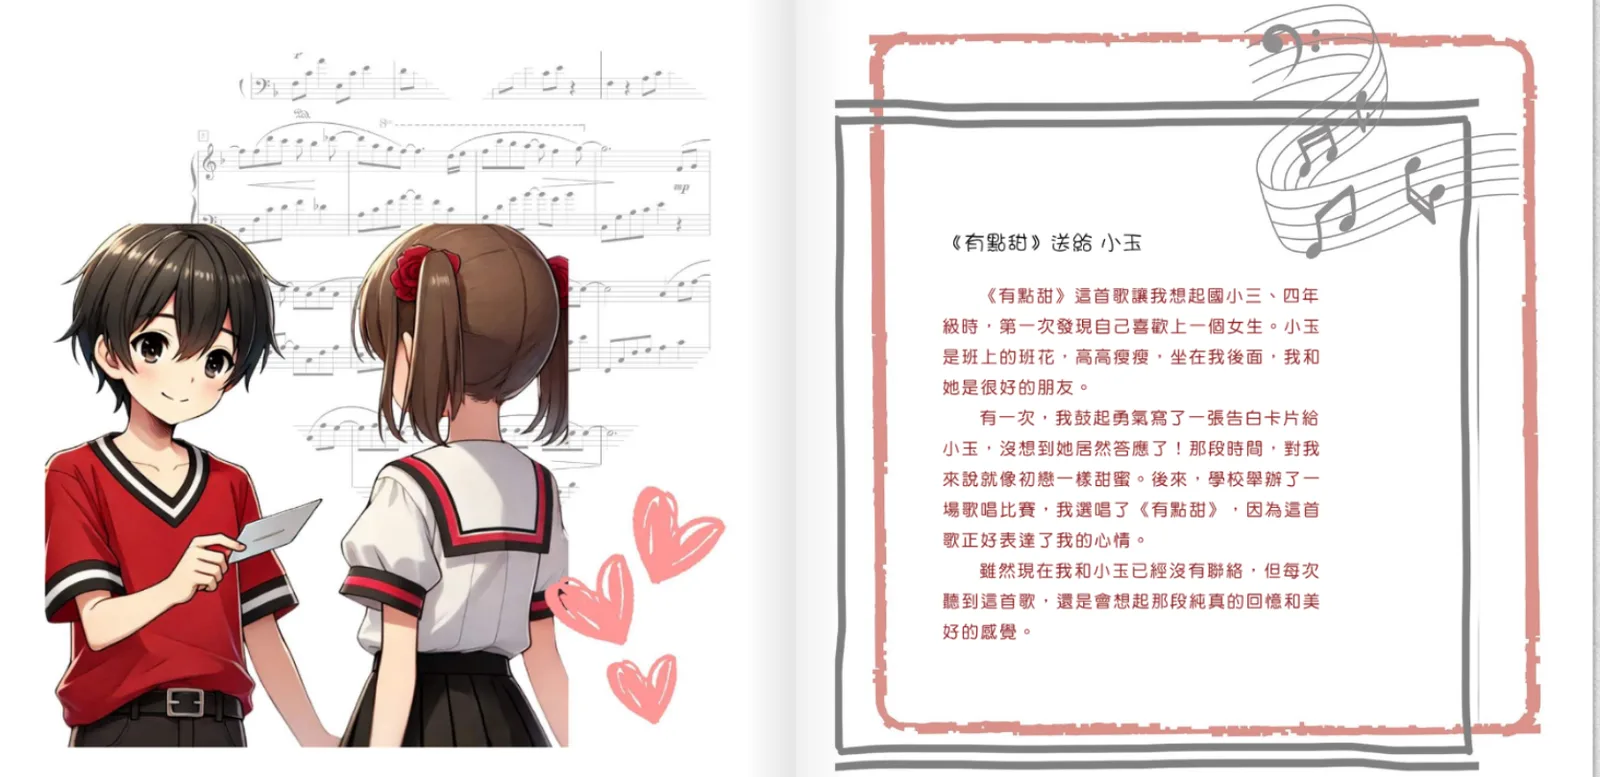 mp
《有點甜》送給 小玉
《有點甜》這首歌讓我想起國小三、四年
級時，第一次發現自己喜歡上一個女生。小玉
是班上的班花，高高瘦瘦，坐在我後面，我和
她是很好的朋友。
有一次，我鼓起勇氣寫了一張告白卡片給
小玉，沒想到她居然答應了！那段時間，對我
來說就像初戀一樣甜蜜。後來，學校舉辦了一
場歌唱比賽，我選唱了《有點甜》，因為這首
歌正好表達了我的心情。
雖然現在我和小玉已經沒有聯絡，但每次
聽到這首歌，還是會想起那段純真的回憶和美
好的感覺。